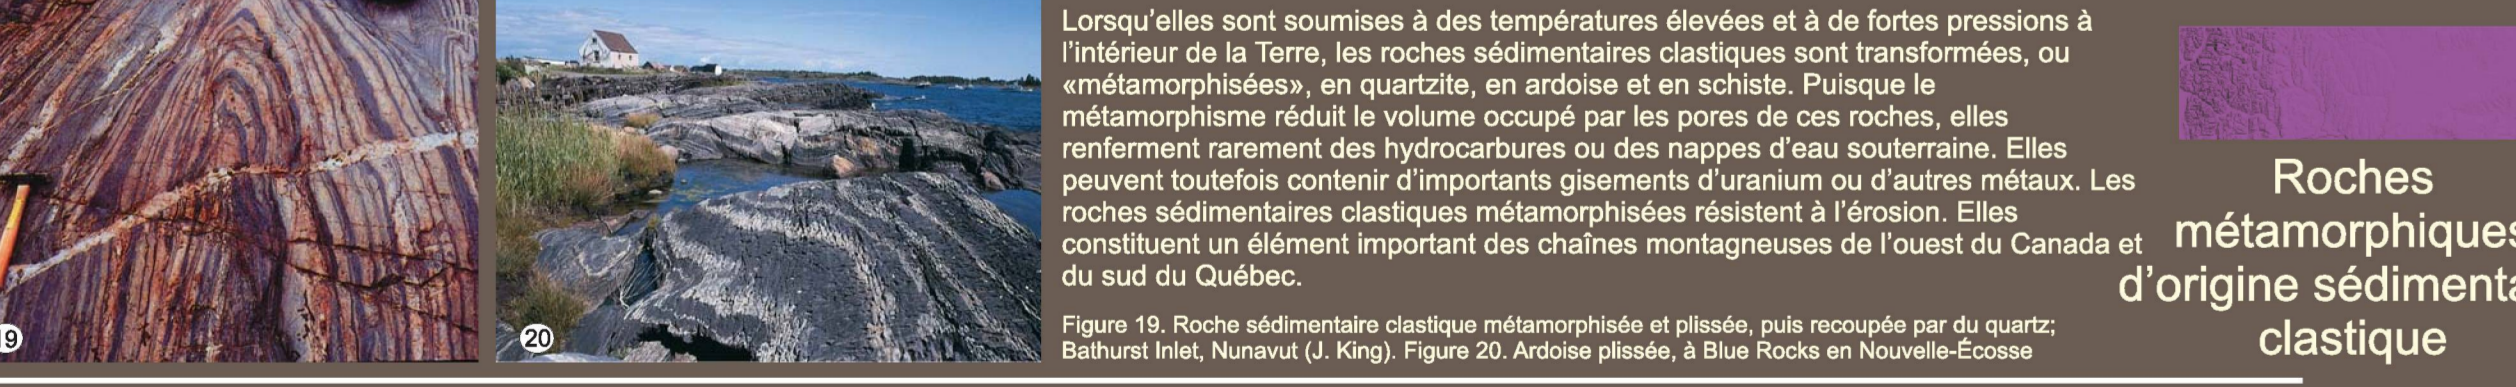 Lorsqu'elles sont soumises à des températures élevées et à de fortes pressions à
l'intérieur de la Terre, les roches sédimentaires clastiques sont transformées, ou
«métamorphisées», en quartzite, en ardoise et en schiste. Puisque le
métamorphisme réduit le volume occupé par les pores de ces roches, elles
renferment rarement des hydrocarbures ou des nappes d'eau souterraine. Elles
peuvent toutefois contenir d'importants gisements d'uranium ou d'autres métaux. Les
roches sédimentaires clastiques métamorphisées résistent à l'érosion. Elles
constituent un élément important des chaînes montagneuses de l'ouest du Canada et
du sud du Québec.
Figure 19. Roche sédimentaire clastique métamorphisée et plissée, puis recoupée par du quartz;
Bathurst Inlet, Nunavut (J. King). Figure 20. Ardoise plissée, à Blue Rocks en Nouvelle-Écosse
Roches
métamorphiques
d'origine sédimenta
clastique
19
20